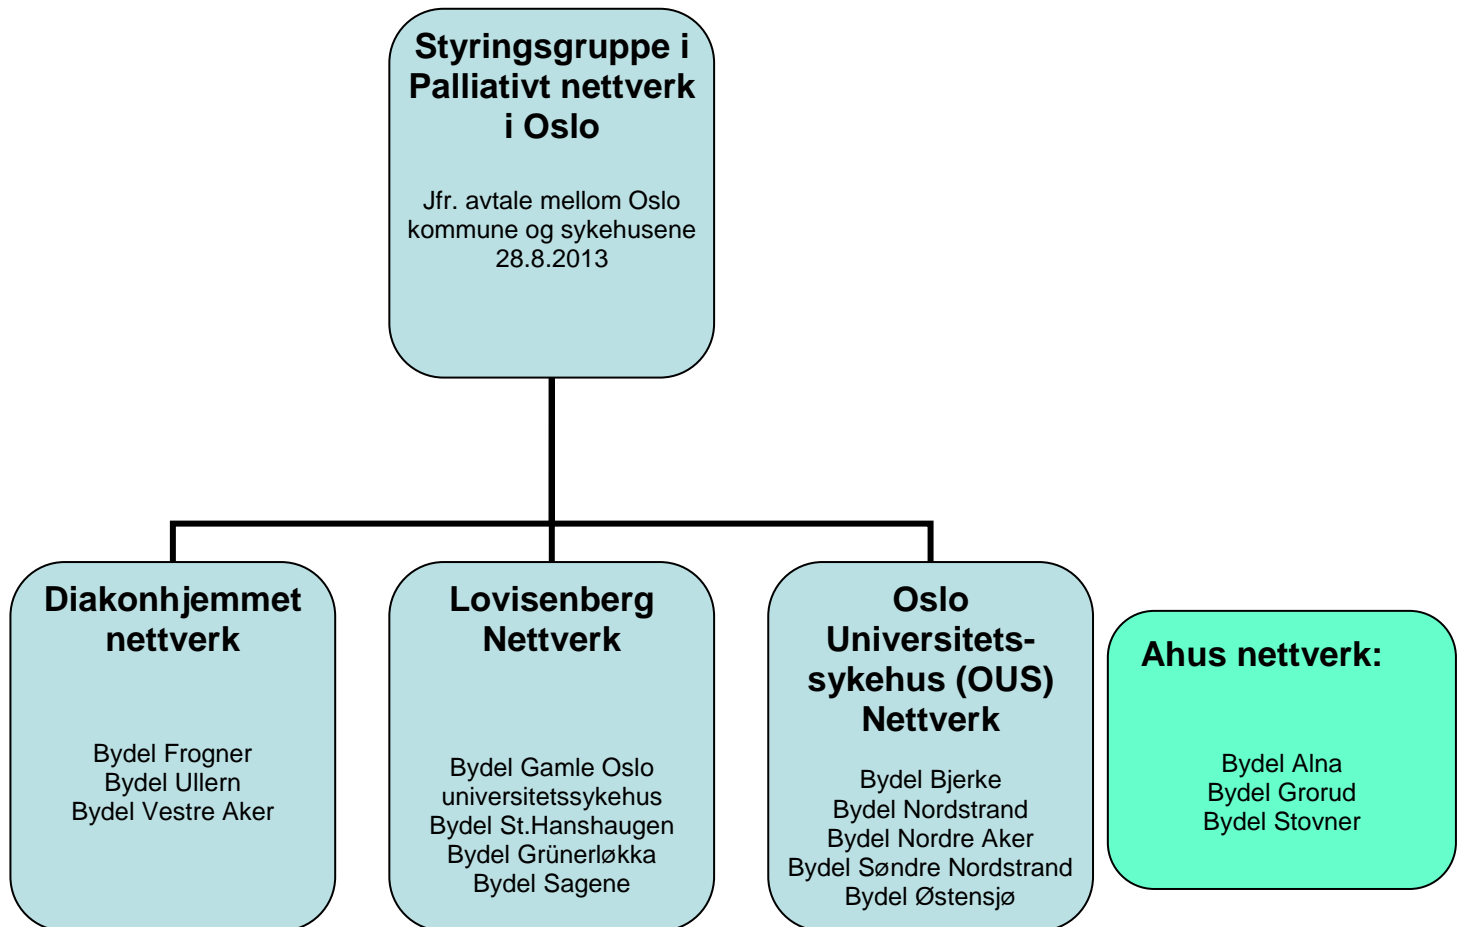 Styringsgruppe i
Palliativt nettverk
i Oslo
Jfr. avtale mellom Oslo
kommune og sykehusene
28.8.2013
Diakonhjemmet
nettverk
Bydel Frogner
Bydel Ullern
Bydel Vestre Aker
Lovisenberg
Nettverk
Bydel Gamle Oslo
universitetssykehus
Bydel St.Hanshaugen
Bydel Grünerløkka
Bydel Sagene
Oslo
Universitets-
sykehus (OUS)
Nettverk
Bydel Bjerke
Bydel Nordstrand
Bydel Nordre Aker
Bydel Søndre Nordstrand
Bydel Østensjø
Ahus nettverk:
Bydel Alna
Bydel Grorud
Bydel Stovner